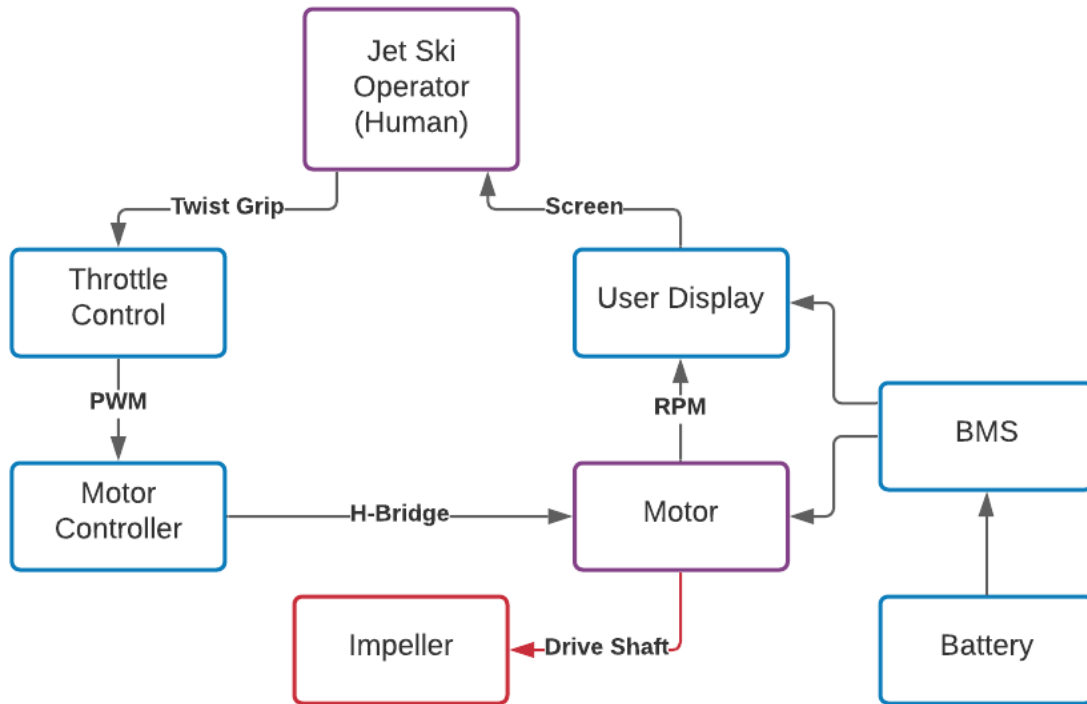 Jet Ski
Operator
(Human)
Twist Grip
Screen
Throttle
Control
User Display
PWM
RPM
BMS
Motor
Controller
H-Bridge
Motor
Impeller
Drive Shaft
Battery